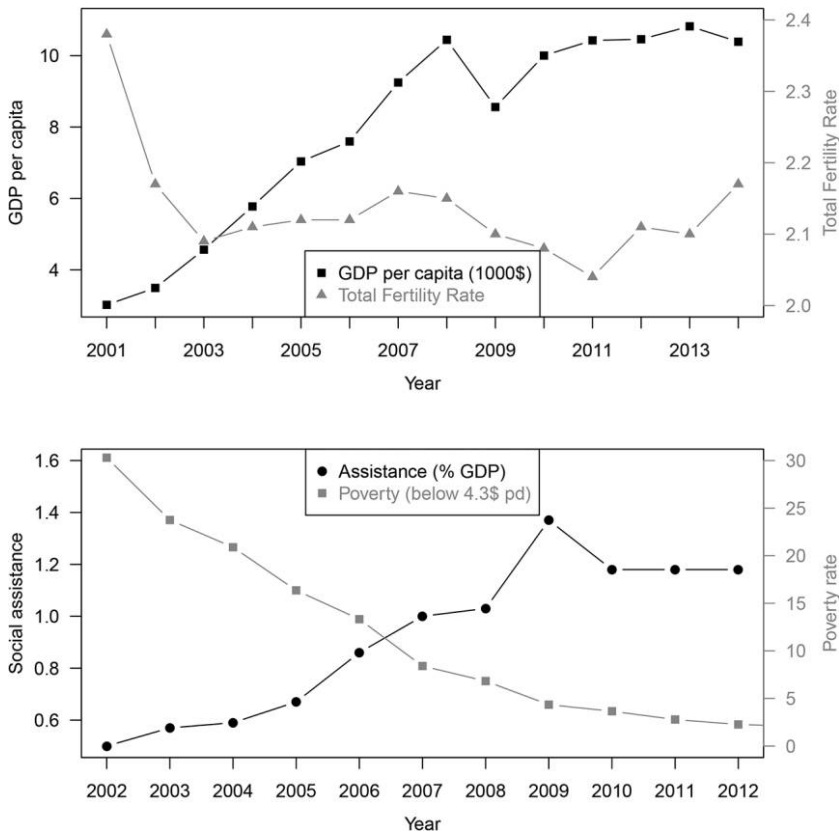 2.4
10
2.3
8
2.2
6
2.1
4
2.0
GDP per capita
Total Fertility Rate
GDP per capita (1000$)
Total Fertility Rate
2001 2003 2005 2007 2009 2011 2013
Year
1.6 30
25
1.4
20
1.2
15
1.0
10
0.8
5
0.6
0
Social assistance
Poverty rate
Assistance (% GDP)
Poverty (below 4.3$ pd)
2002 2003 2004 2005 2006 2007 2008 2009 2010 2011 2012
Year